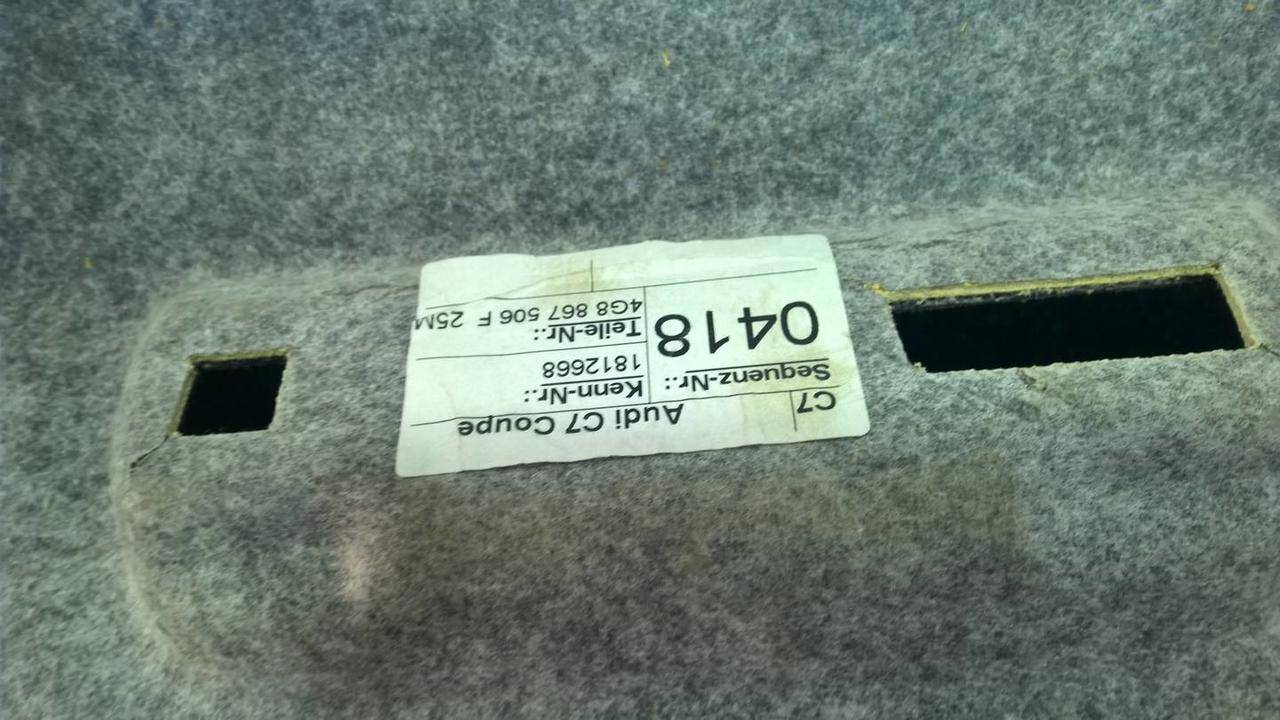 C7 Audi C7 Coupe
Sequenz-Nr.:
0418
Kenn-Nr.:
1812668
Teile-Nr.:
4G8 867 506 F 25M